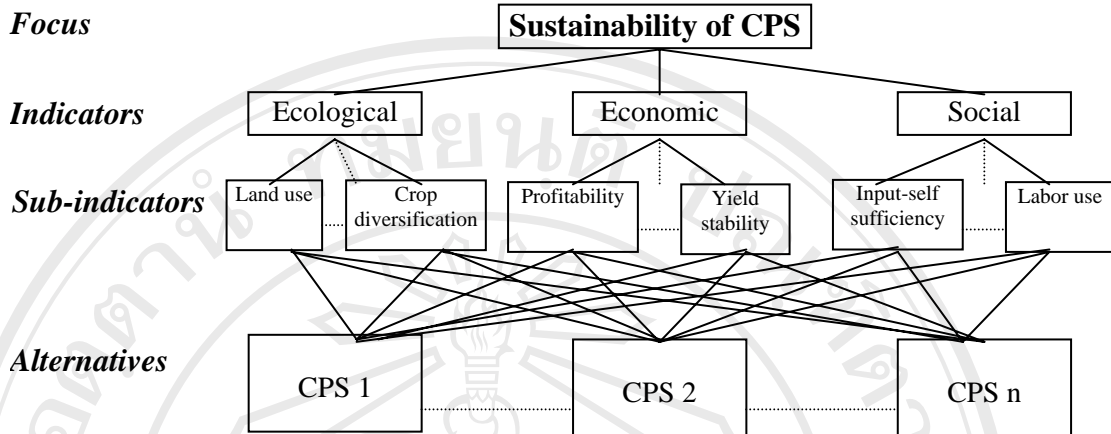 Focus
Sustainability of CPS
Indicators
Ecological
Economic
Social
Sub-indicators
Land use
Crop
diversification
Profitability
Yield
stability
Input-self
sufficiency
Labor use
Alternatives
CPS 1
CPS 2
CPS n